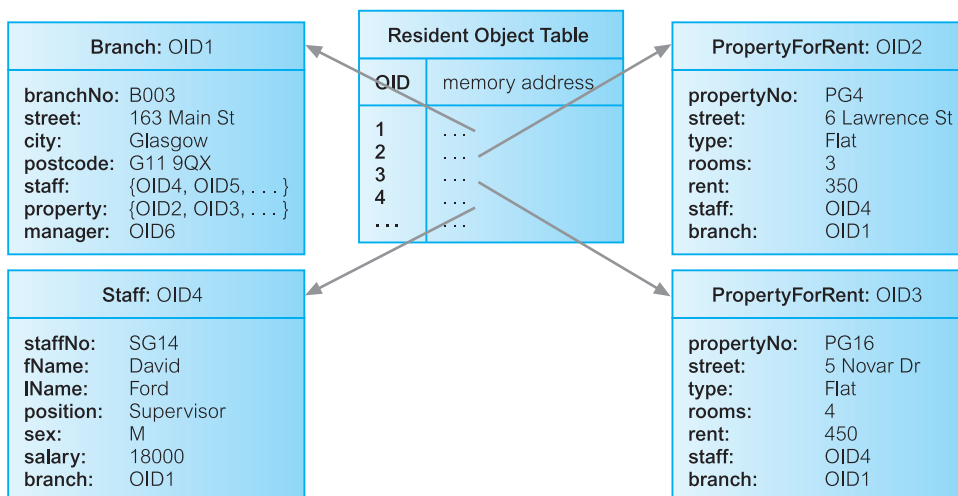 Branch: OID1
branchNo: B003
street: 163 Main St
city: Glasgow
postcode: G11 9QX
staff: {OID4, OID5, . . . }
property: {OID2, OID3, . . . }
manager: OID6
Resident Object Table
OID memory address
1 . . .
2 . . .
3 . . .
4 . . .
. . . . . .
PropertyForRent: OID2
propertyNo: PG4
street: 6 Lawrence St
type: Flat
rooms: 3
rent: 350
staff: OID4
branch: OID1
Staff: OID4
staffNo: SG14
fName: David
lName: Ford
position: Supervisor
sex: M
salary: 18000
branch: OID1
PropertyForRent: OID3
propertyNo: PG16
street: 5 Novar Dr
type: Flat
rooms: 4
rent: 450
staff: OID4
branch: OID1